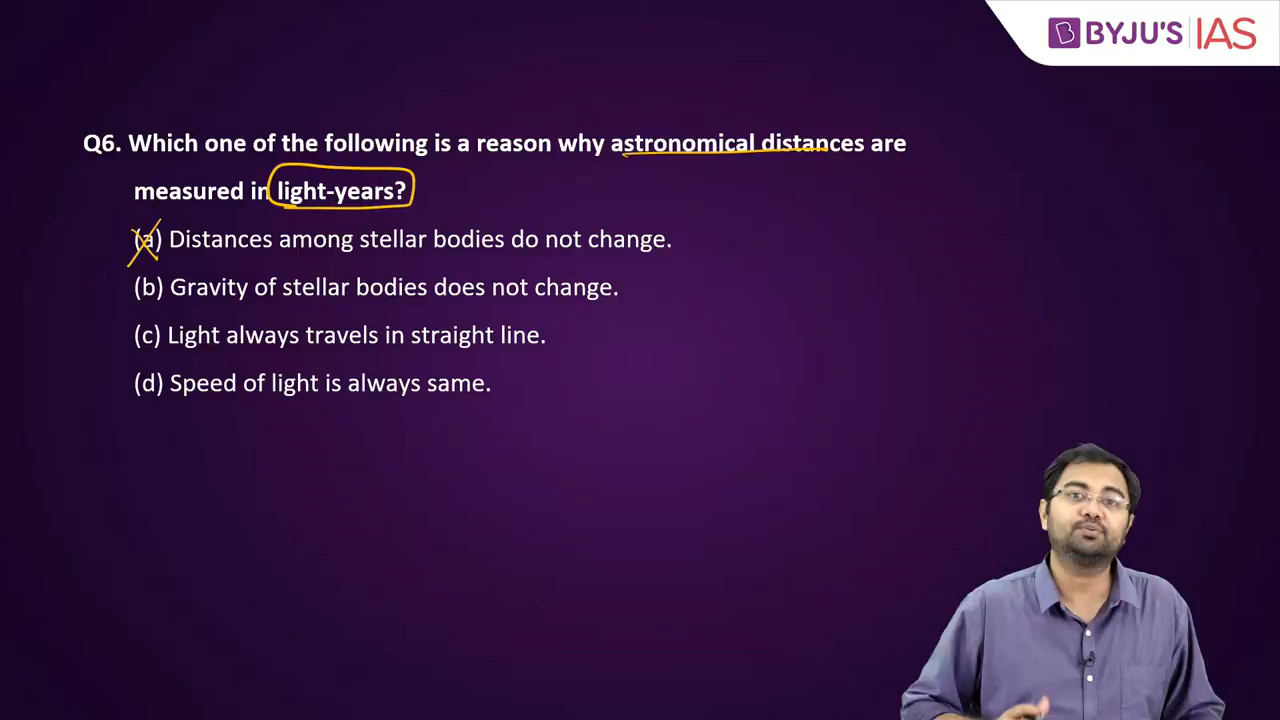 BYJU'S IAS
Q6. Which one of the following is a reason why astronomical distances are
measured in light-years?
(a) Distances among stellar bodies do not change.
(b) Gravity of stellar bodies does not change.
(c) Light always travels in straight line.
(d) Speed of light is always same.